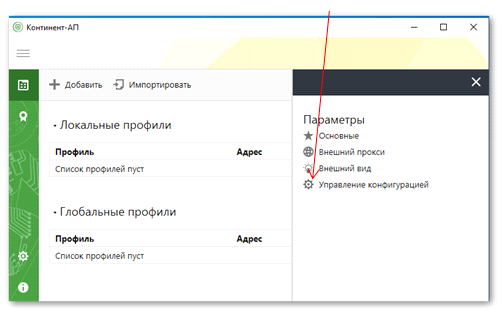 Континент-АП
Добавить
Импортировать
Локальные профили
Профиль Адрес
Список профилей пуст
Глобальные профили
Профиль Адрес
Список профилей пуст
Параметры
Основные
Внешний прокси
Внешний вид
Управление конфигурацией